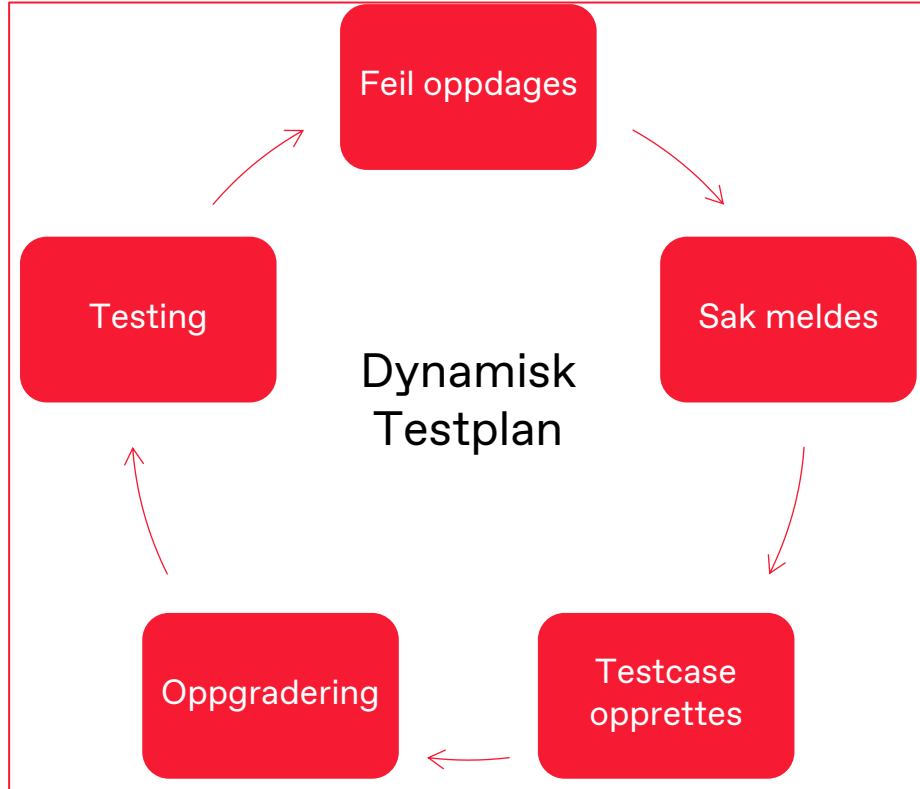 Feil oppdages
Sak meldes
Testcase
opprettes
Oppgradering
Testing
Dynamisk
Testplan